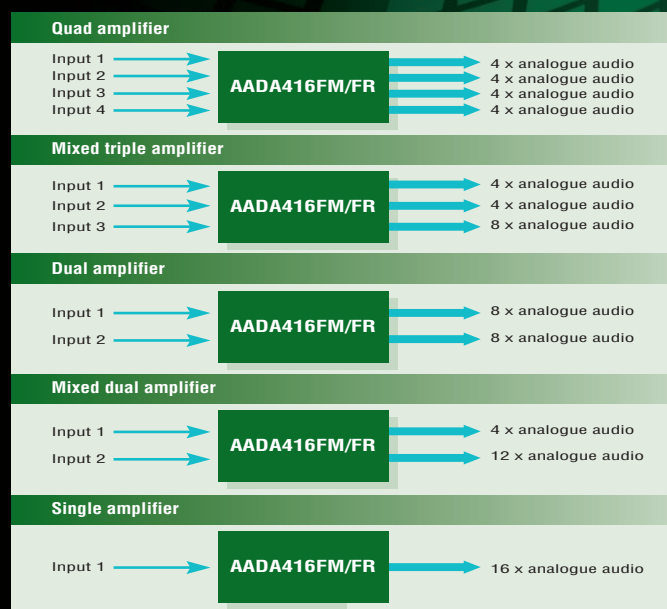 Quad amplifier
Input 1
Input 2
Input 3
Input 4
AADA416FM/FR
4 x analogue audio
4 x analogue audio
4 x analogue audio
4 x analogue audio
Mixed triple amplifier
Input 1
Input 2
Input 3
AADA416FM/FR
4 x analogue audio
4 x analogue audio
8 x analogue audio
Dual amplifier
Input 1
Input 2
AADA416FM/FR
8 x analogue audio
8 x analogue audio
Mixed dual amplifier
Input 1
Input 2
AADA416FM/FR
4 x analogue audio
12 x analogue audio
Single amplifier
Input 1
AADA416FM/FR
16 x analogue audio